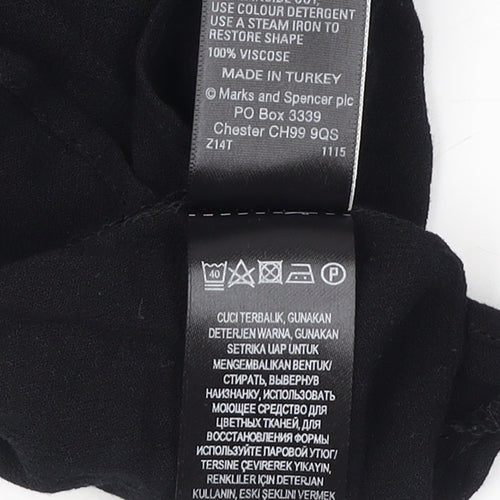 USE COLOUR DETERGENT
USE A STEAM IRON TO
RESTORE SHAPE
100% VISCOSE
MADE IN TURKEY
© Marks and Spencer plc
PO Box 3339
Chester CH99 9QS
Z14T 1115
40 P
CUCI TERBALIK, GUNAKAN
DETERJEN WARNA, GUNAKAN
SETRIKA UAP UNTUK
MENGEMBALIKAN BENTUK/
СТИРАТЬ, ВЫВЕРНУВ
НАИЗНАНКУ, ИСПОЛЬЗОВАТЬ
МОЮЩЕЕ СРЕДСТВО ДЛЯ
ЦВЕТНЫХ ТКАНЕЙ, ДЛЯ
ВОССТАНОВЛЕНИЯ ФОРМЫ
ИСПОЛЬЗУЙТЕ ПАРОВОЙ УТЮГ/
TERSİNE ÇEVİREREK YIKAYIN,
RENKLİLER İÇİN DETERJAN
KULLANIN, ESKİ ŞEKLİNİ VERMEK